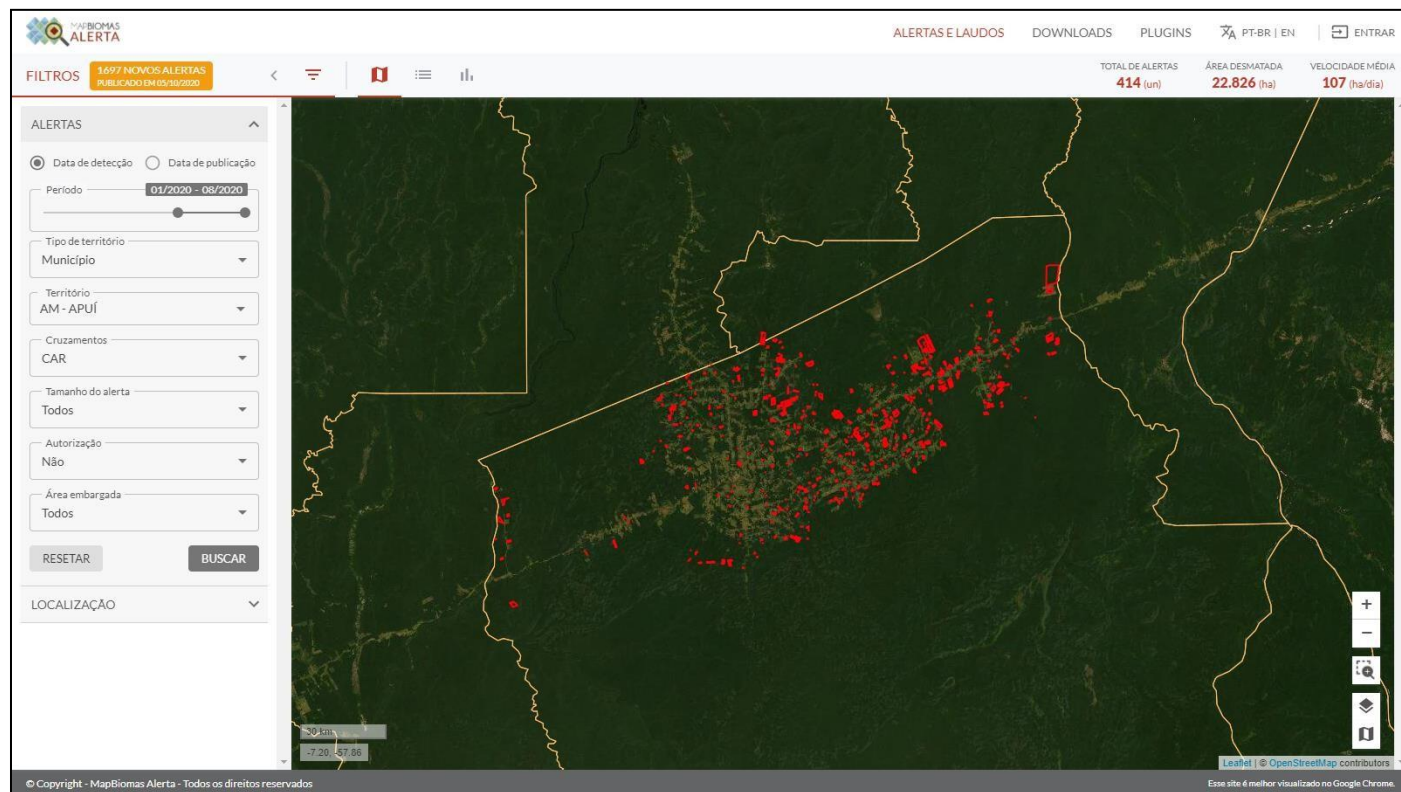 MAPBIOMAS
ALERTA
ALERTAS E LAUDOS DOWNLOADS PLUGINS PT-BR | EN ENTRAR
FILTROS
1697 NOVOS ALERTAS
PUBLICADO EM 05/10/2020
TOTAL DE ALERTAS
414 (un)
ÁREA DESMATADA
22.826 (ha)
VELOCIDADE MÉDIA
107 (ha/dia)
ALERTAS
Data de detecção Data de publicação
Período 01/2020 - 08/2020
Tipo de território
Município
Território
AM - APUÍ
Cruzamentos
CAR
Tamanho do alerta
Todos
Autorização
Não
Área embargada
Todos
RESETAR BUSCAR
LOCALIZAÇÃO
+
−
30 km
-7.20, -57.86
Leaflet | © OpenStreetMap contributors
© Copyright - MapBiomas Alerta - Todos os direitos reservados
Esse site é melhor visualizado no Google Chrome.